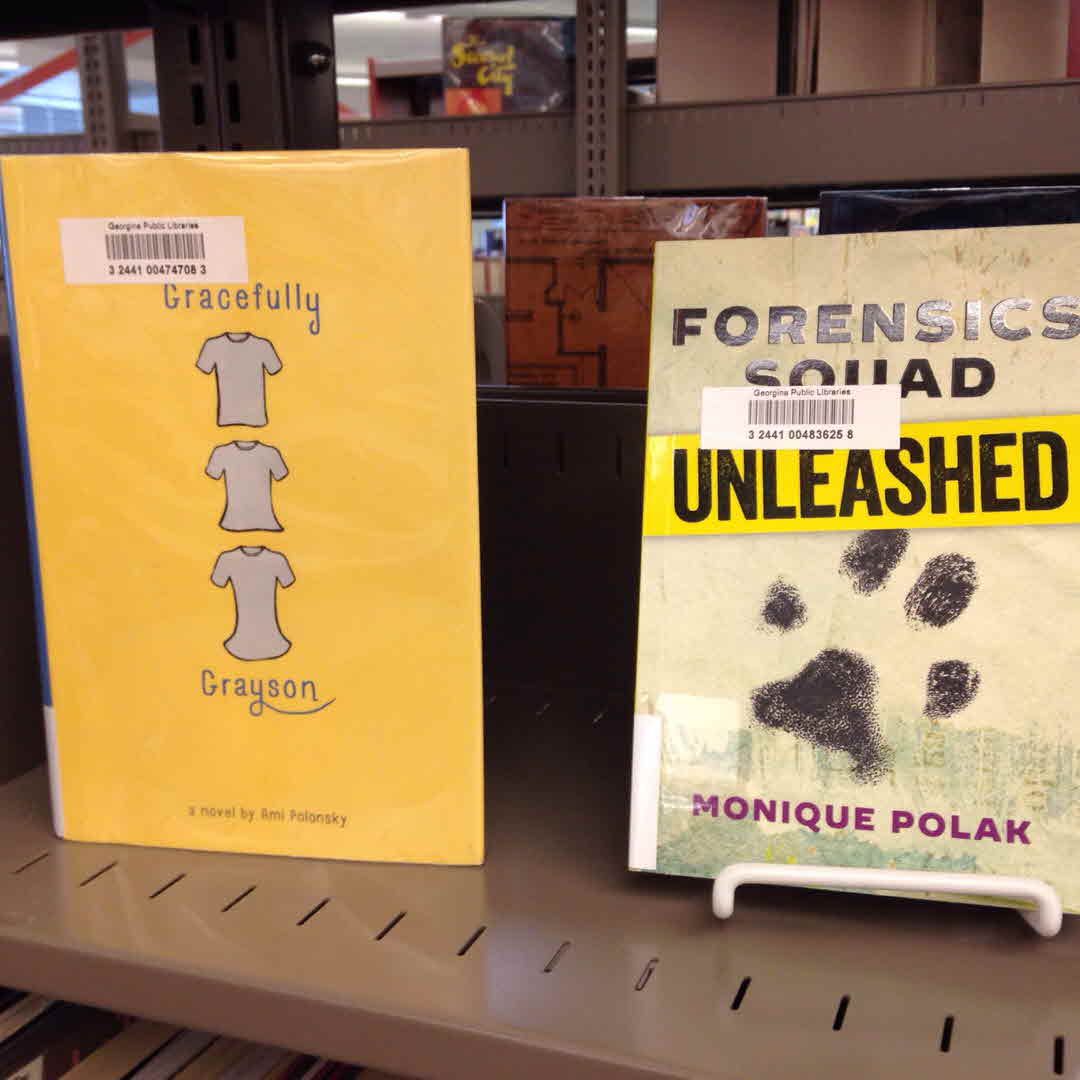 Georgina Public Libraries
3 2441 00474708 3
Gracefully
Grayson
a novel by Ami Polonsky
FORENSICS
SQUAD
Georgina Public Libraries
3 2441 00483625 8
UNLEASHED
MONIQUE POLAK
City